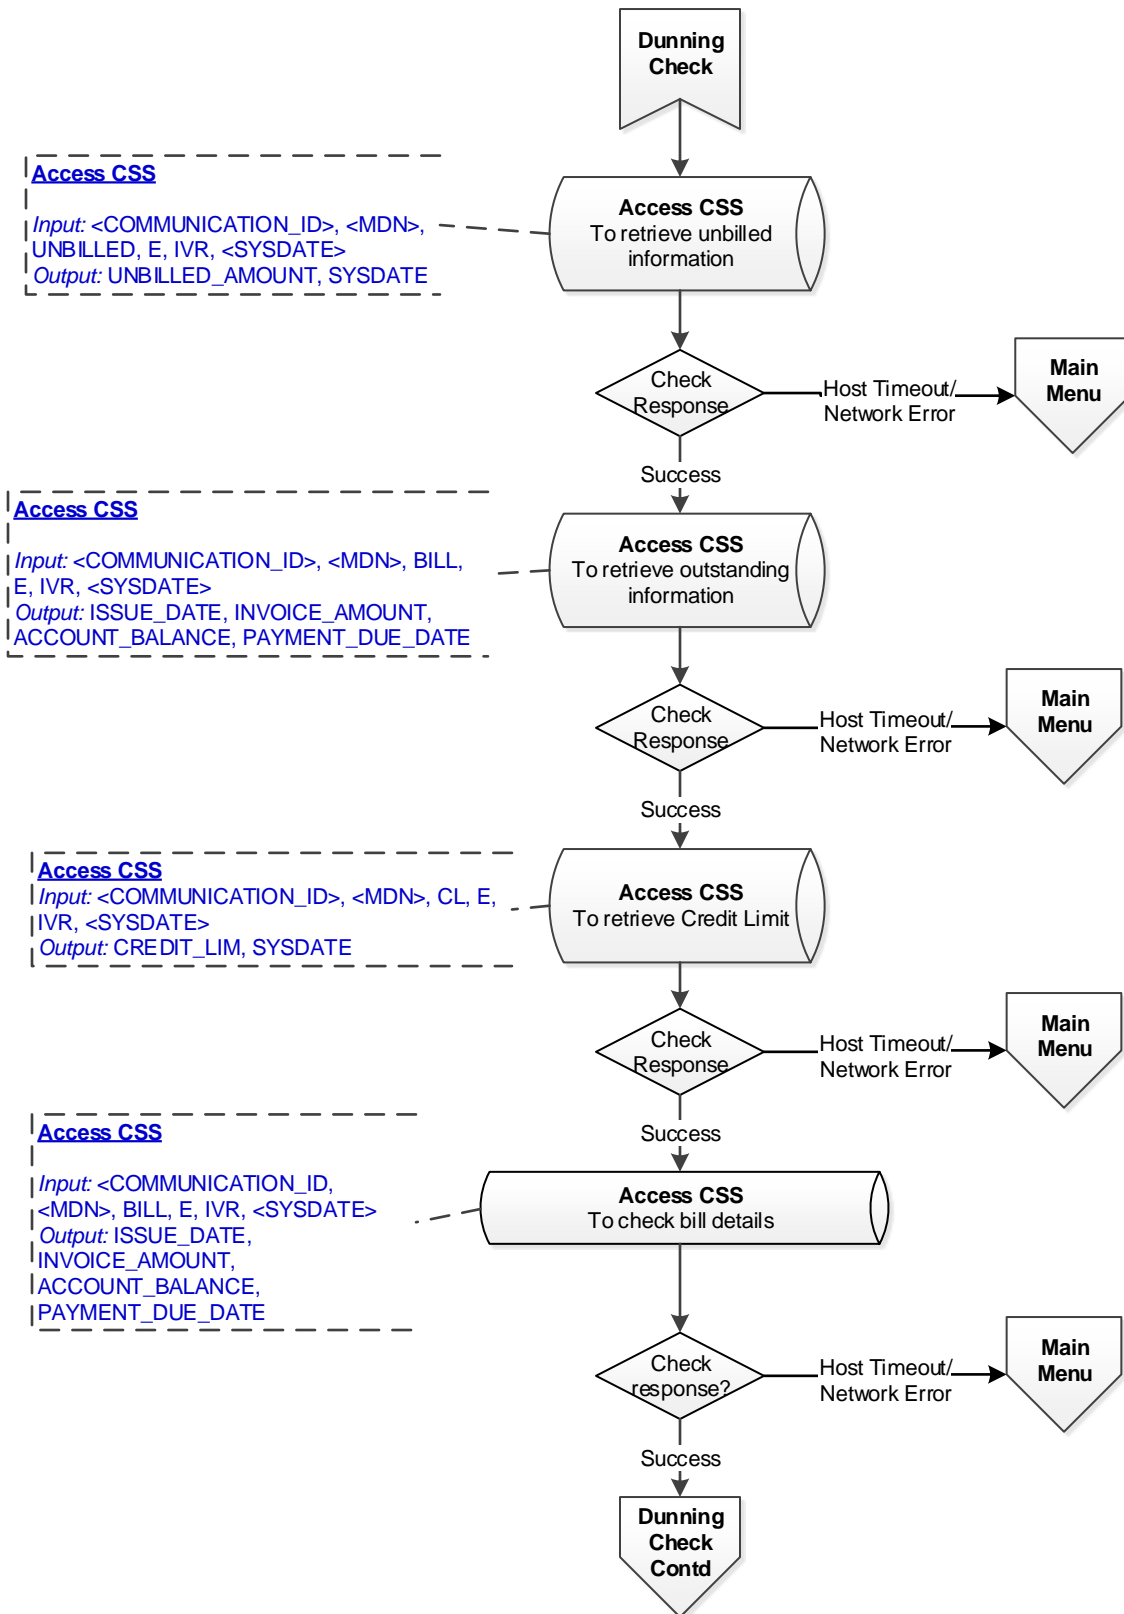 Dunning
Check
Access CSS
Input: <COMMUNICATION_ID>, <MDN>,
UNBILLED, E, IVR, <SYSDATE>
Output: UNBILLED_AMOUNT, SYSDATE
Access CSS
To retrieve unbilled
information
Check
Response
Host Timeout/
Network Error
Main
Menu
Success
Access CSS
Input: <COMMUNICATION_ID>, <MDN>, BILL,
E, IVR, <SYSDATE>
Output: ISSUE_DATE, INVOICE_AMOUNT,
ACCOUNT_BALANCE, PAYMENT_DUE_DATE
Access CSS
To retrieve outstanding
information
Check
Response
Host Timeout/
Network Error
Main
Menu
Success
Access CSS
Input: <COMMUNICATION_ID>, <MDN>, CL, E,
IVR, <SYSDATE>
Output: CREDIT_LIM, SYSDATE
Access CSS
To retrieve Credit Limit
Check
Response
Host Timeout/
Network Error
Main
Menu
Success
Access CSS
Input: <COMMUNICATION_ID,
<MDN>, BILL, E, IVR, <SYSDATE>
Output: ISSUE_DATE,
INVOICE_AMOUNT,
ACCOUNT_BALANCE,
PAYMENT_DUE_DATE
Access CSS
To check bill details
Check
response?
Host Timeout/
Network Error
Main
Menu
Success
Dunning
Check
Contd